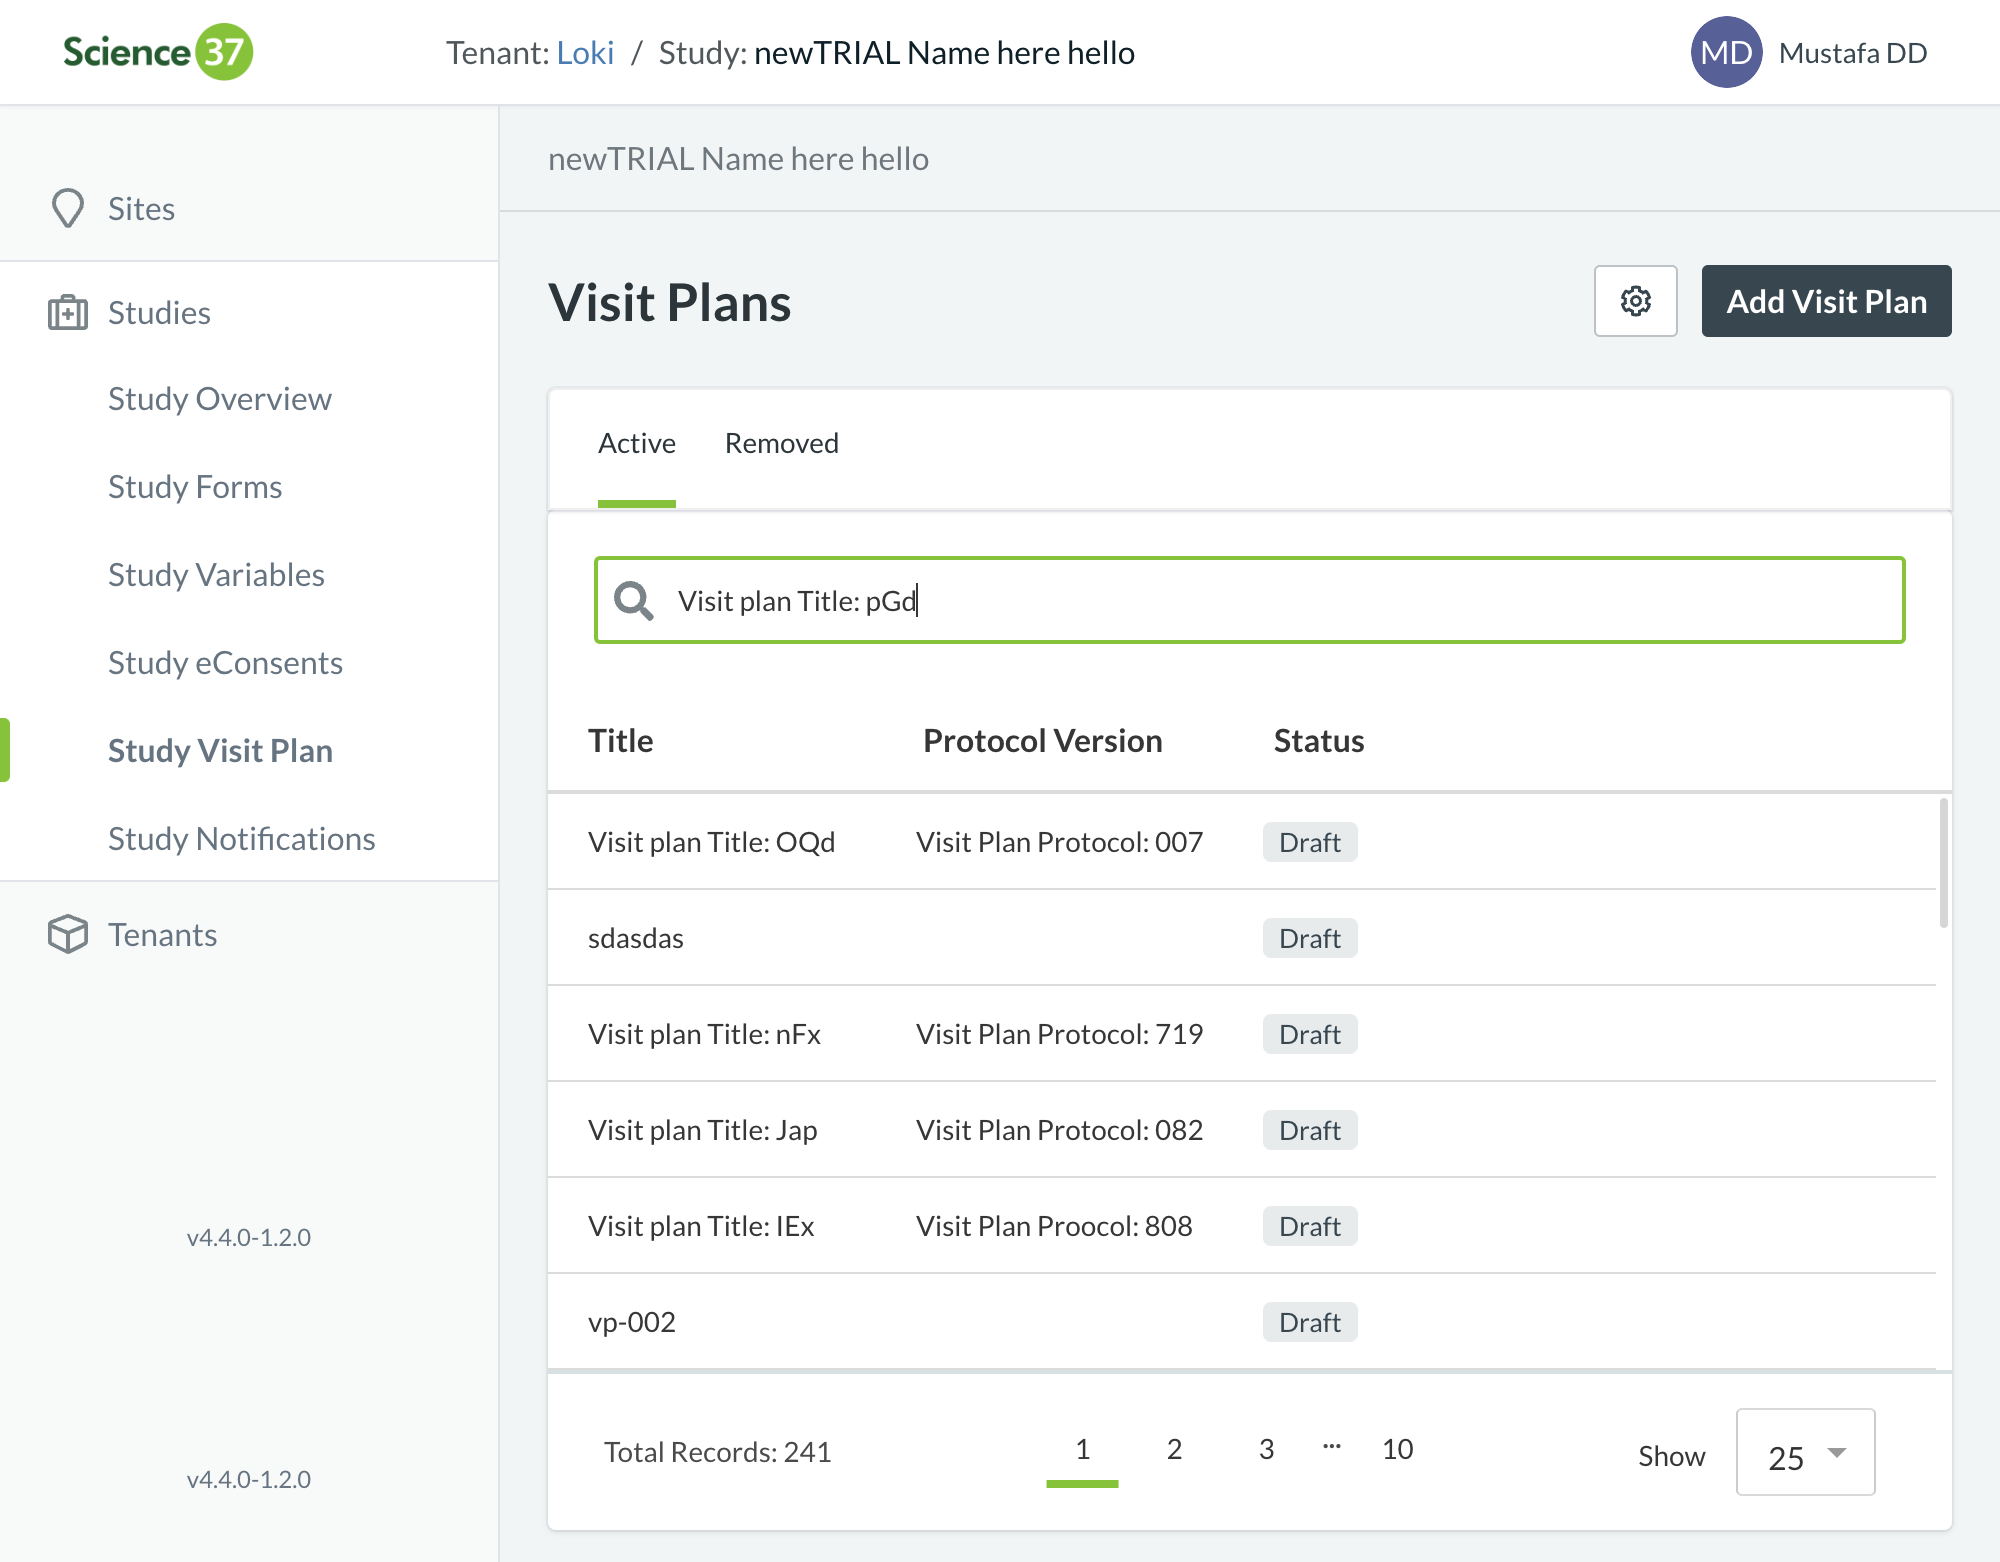 Science 37
Tenant: Loki / Study: newTRIAL Name here hello
MD Mustafa DD
newTRIAL Name here hello
Sites
Studies
Study Overview
Study Forms
Study Variables
Study eConsents
Study Visit Plan
Study Notifications
Tenants
v4.4.0-1.2.0
v4.4.0-1.2.0
Visit Plans
Add Visit Plan
Active Removed
Visit plan Title: pGd
Title Protocol Version Status
Visit plan Title: OQd Visit Plan Protocol: 007 Draft
sdasdas Draft
Visit plan Title: nFx Visit Plan Protocol: 719 Draft
Visit plan Title: Jap Visit Plan Protocol: 082 Draft
Visit plan Title: IEx Visit Plan Proocol: 808 Draft
vp-002 Draft
Total Records: 241 1 2 3 ... 10 Show 25